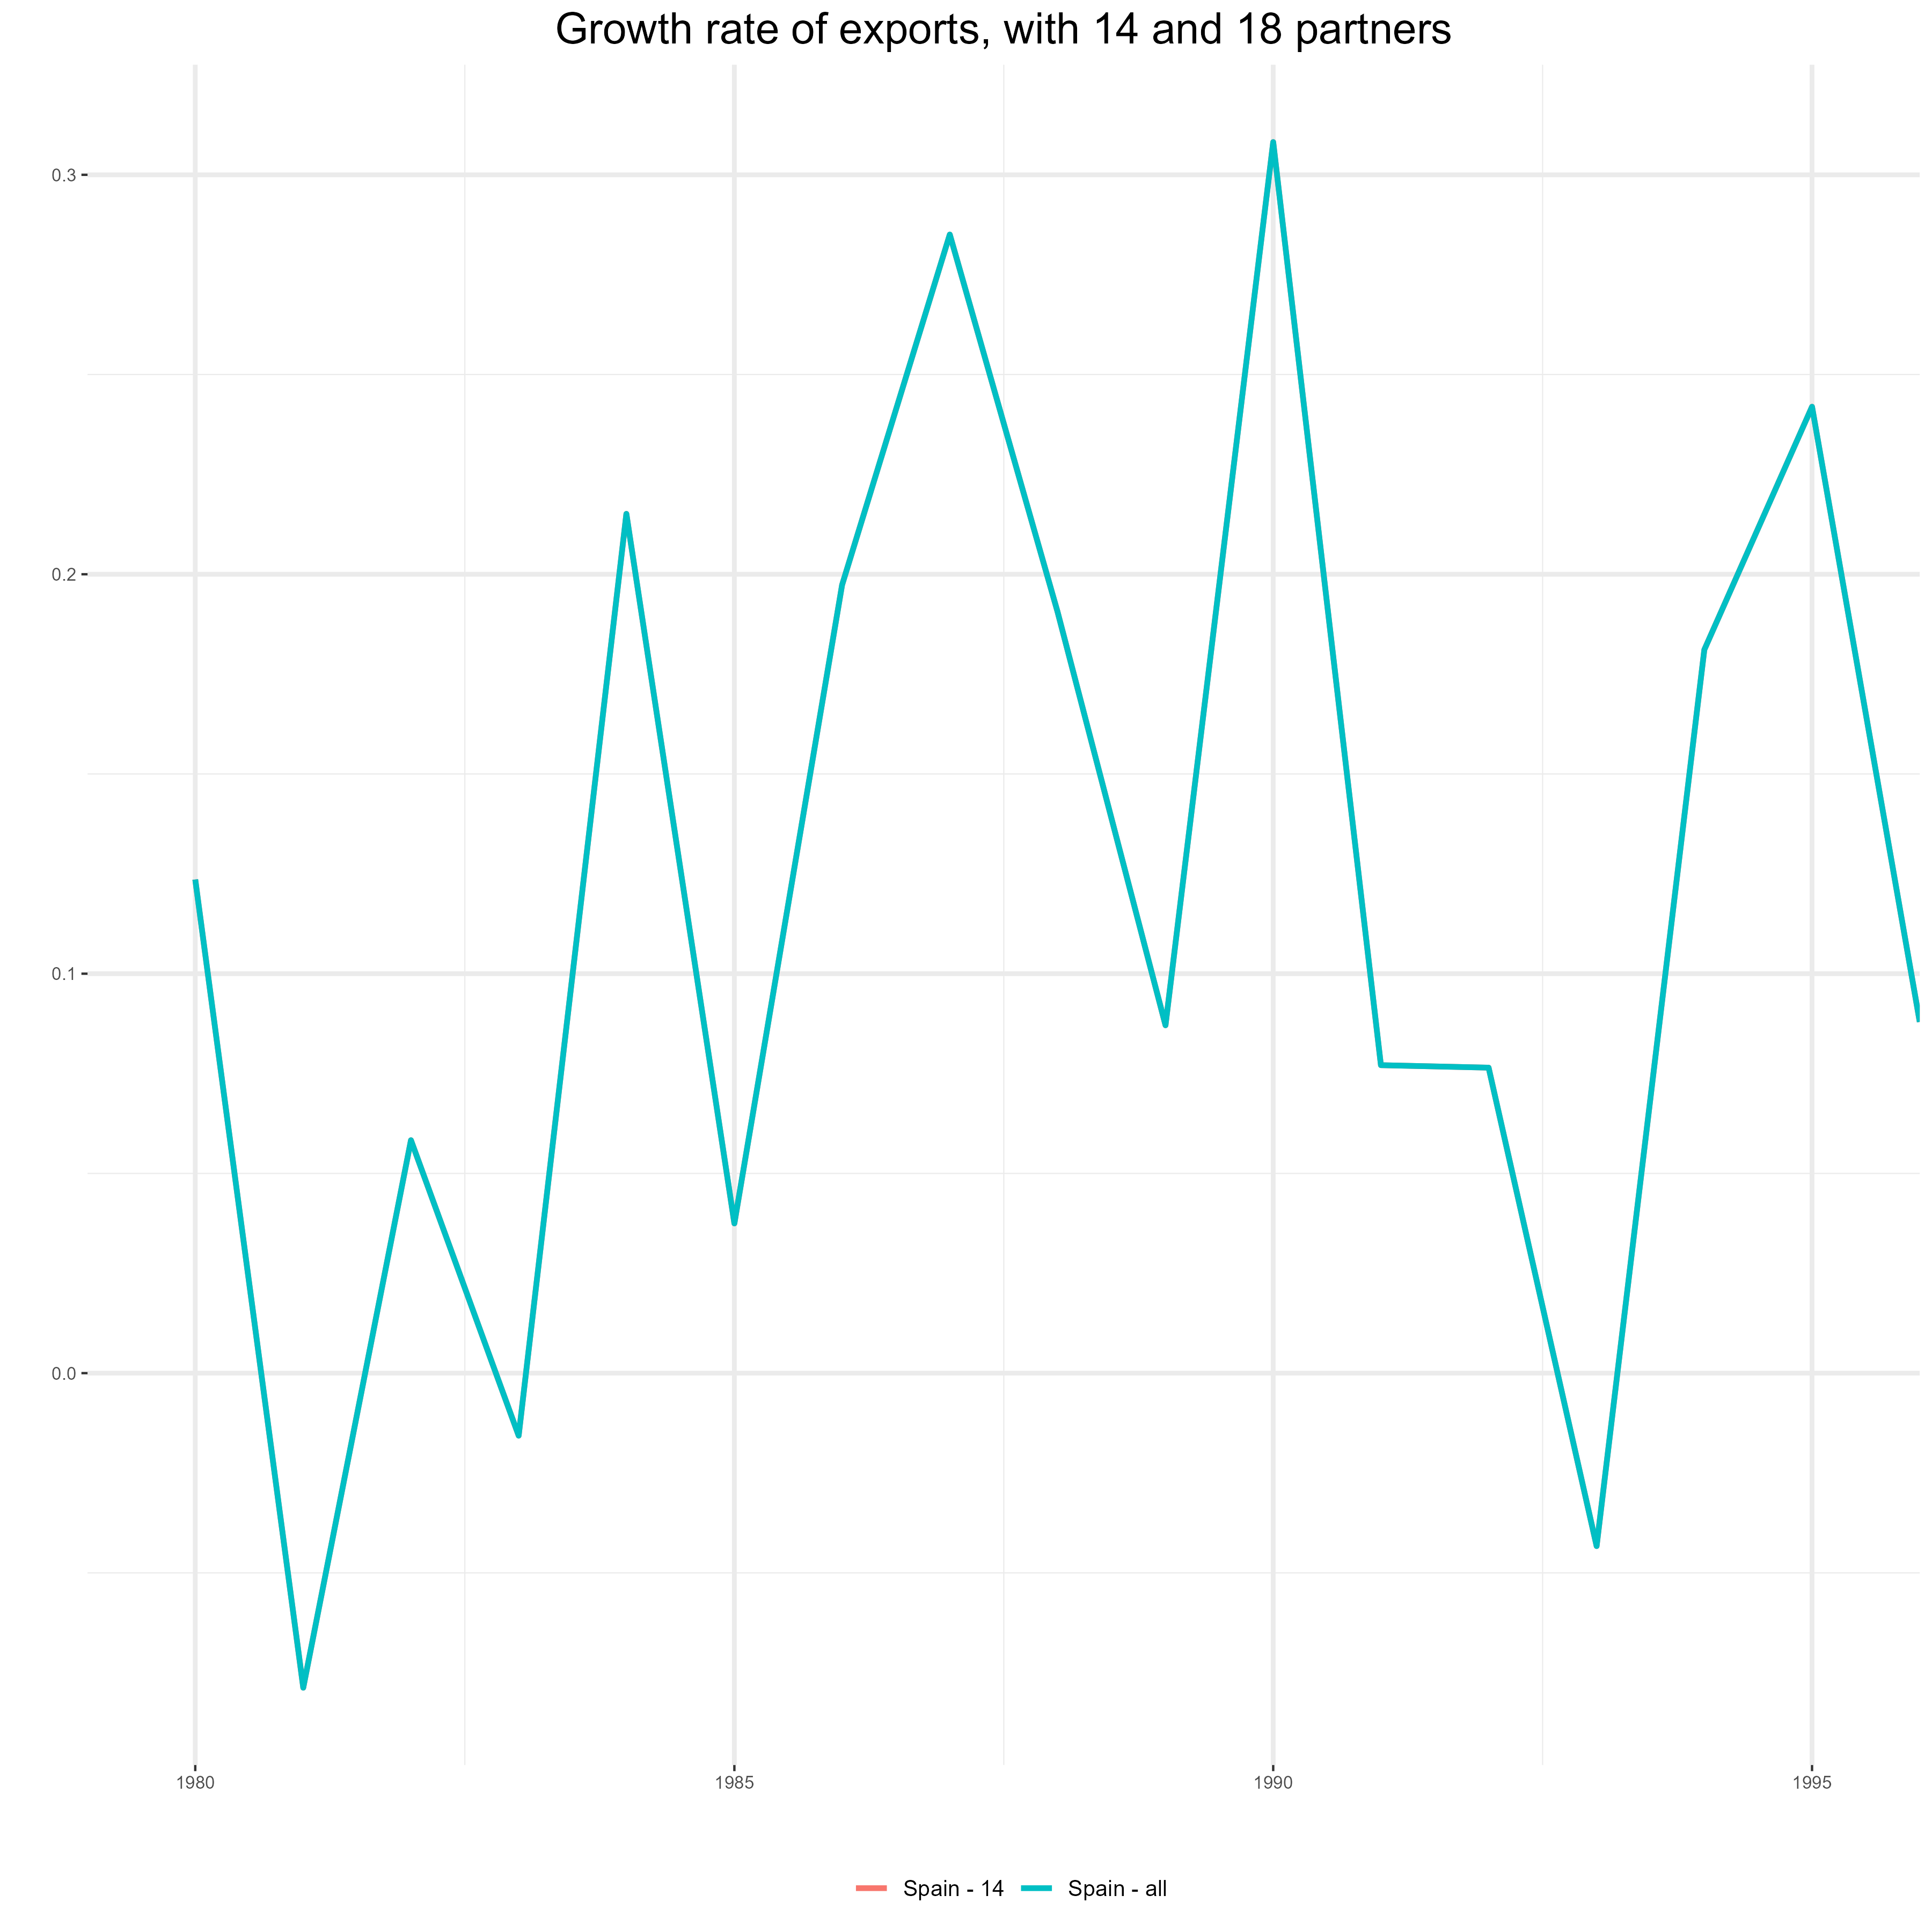 Growth rate of exports, with 14 and 18 partners
0.3
0.2
0.1
0.0
1980 1985 1990 1995
Spain - 14 Spain - all